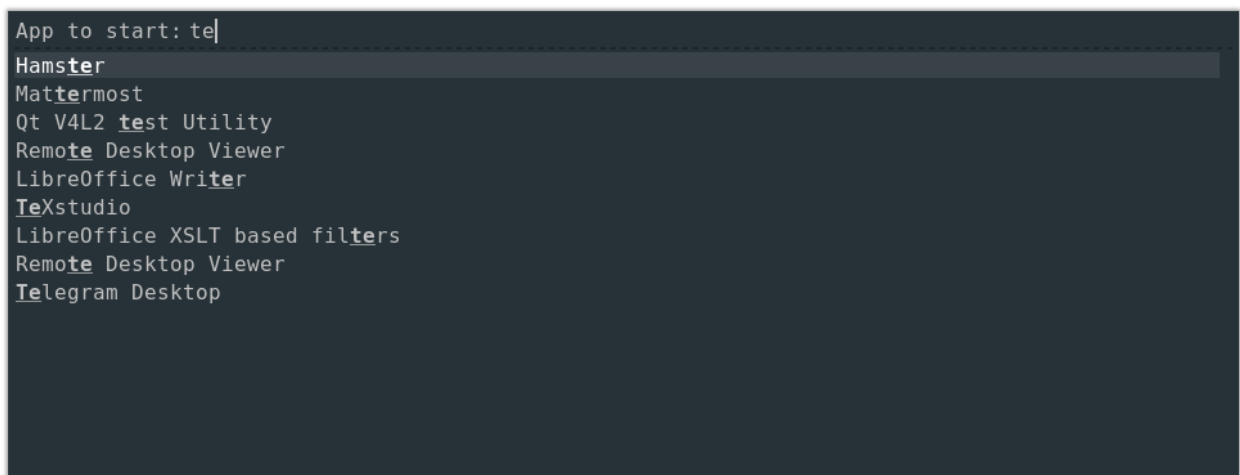 App to start: te
Hamster
Mattermost
Qt V4L2 test Utility
Remote Desktop Viewer
LibreOffice Writer
TeXstudio
LibreOffice XSLT based filters
Remote Desktop Viewer
Telegram Desktop